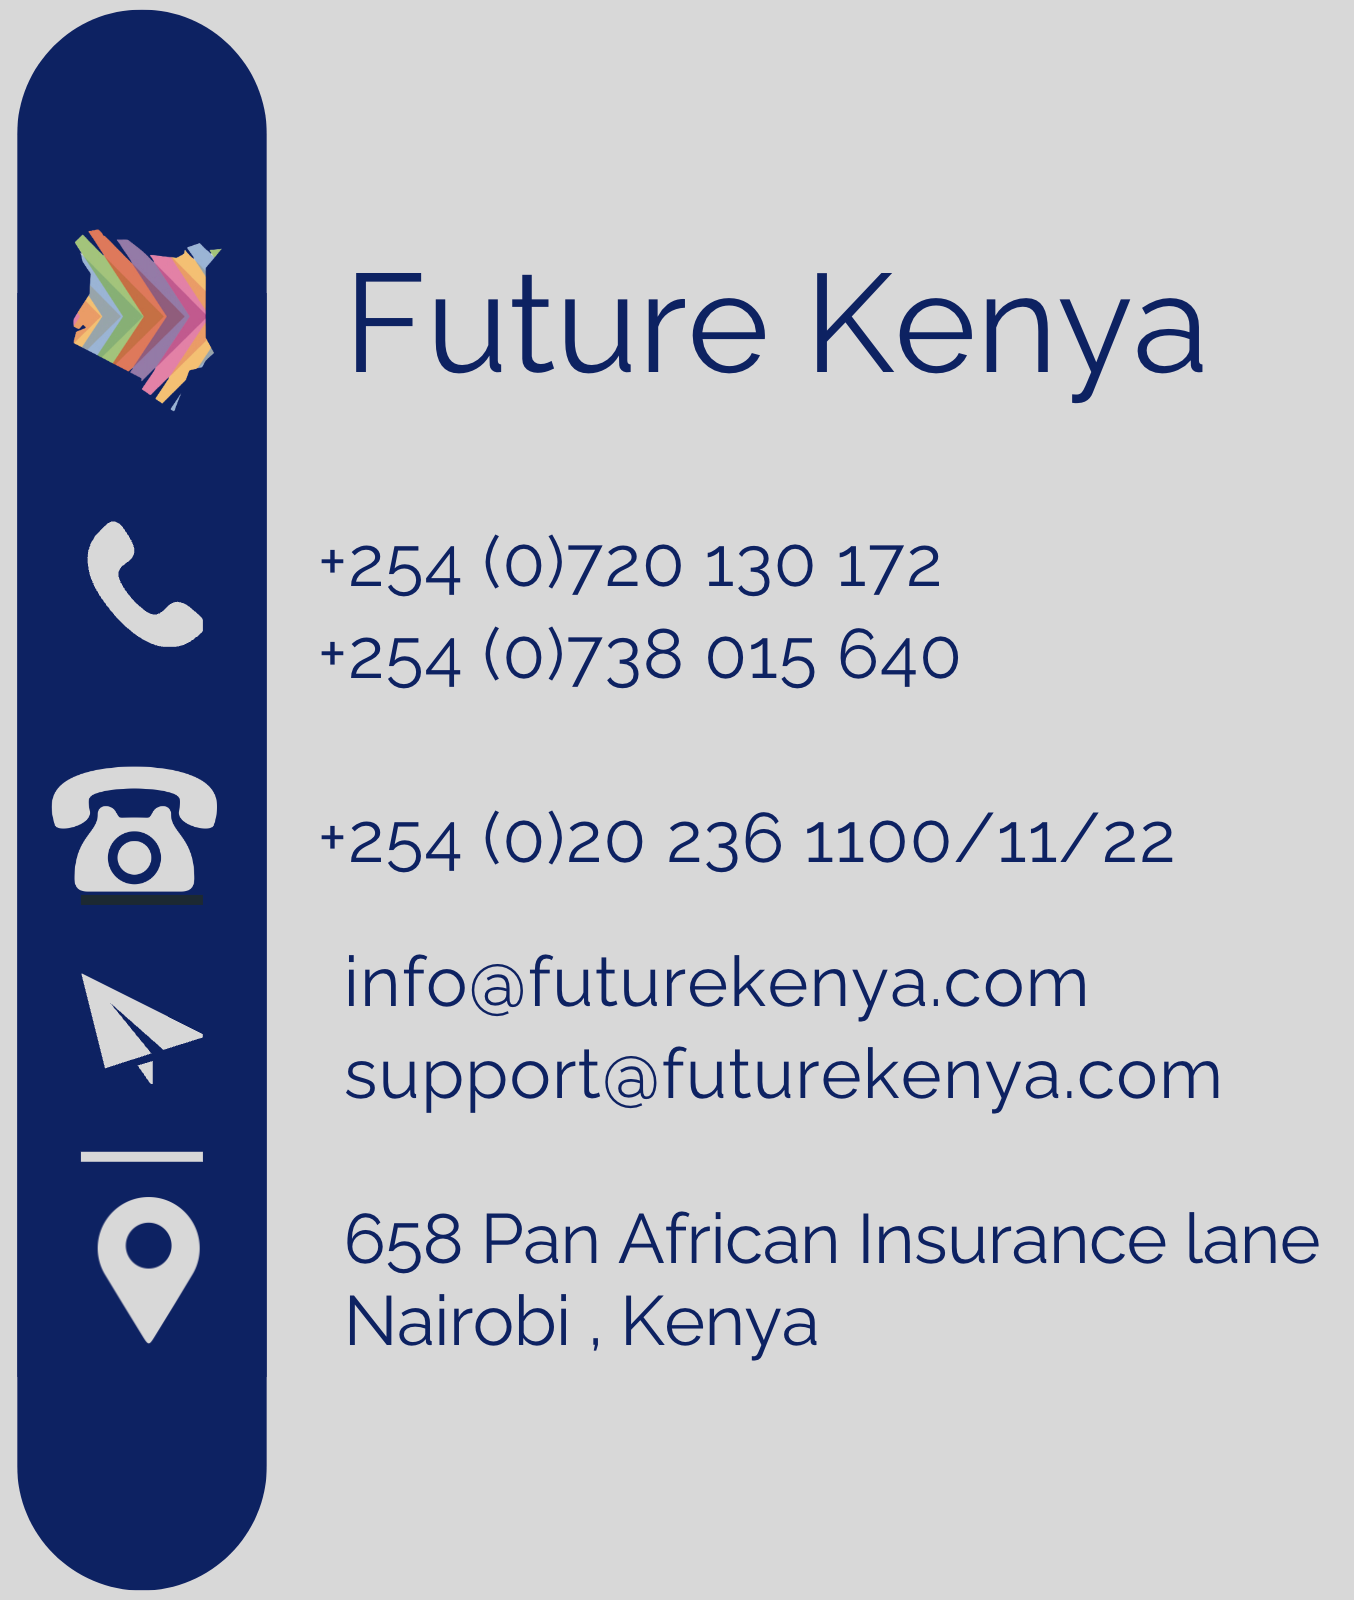 Future Kenya
+254 (0)720 130 172
+254 (0)738 015 640
+254 (0)20 236 1100/11/22
info@futurekenya.com
support@futurekenya.com
658 Pan African Insurance lane
Nairobi , Kenya